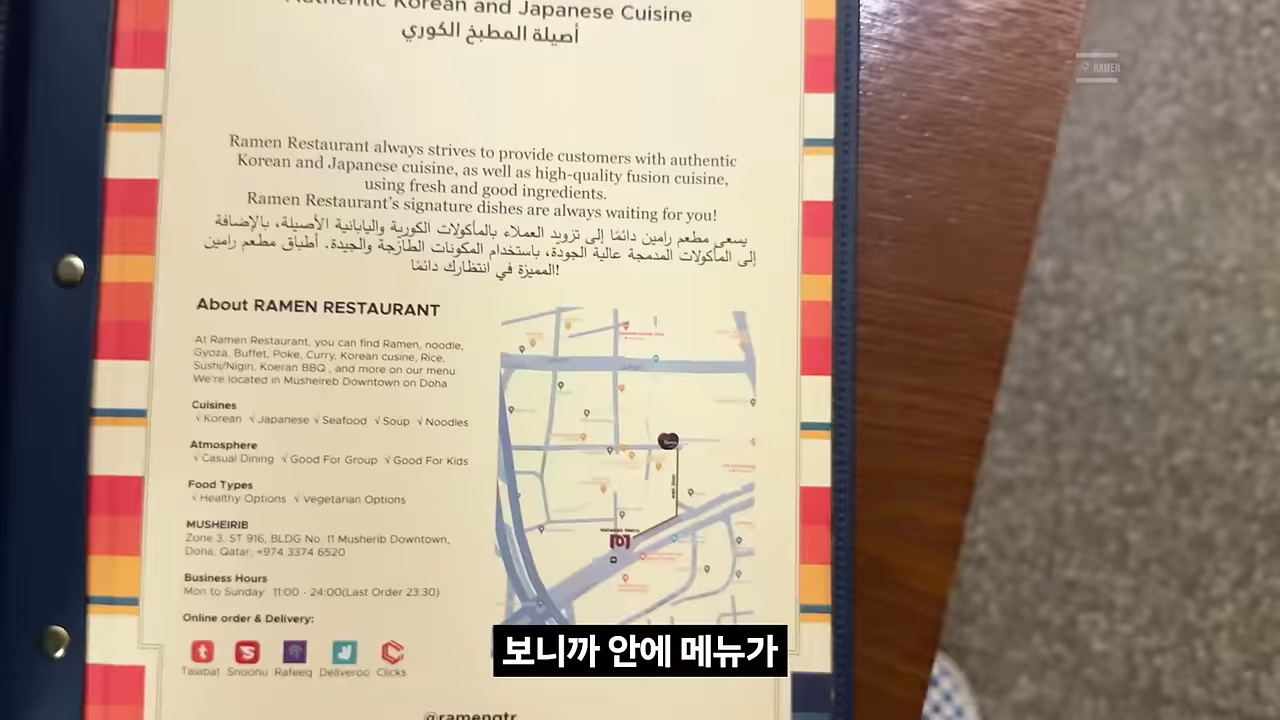 Authentic Korean and Japanese Cuisine
أصيلة المطبخ الكوري
RAMEN
Ramen Restaurant always strives to provide customers with authentic
Korean and Japanese cuisine, as well as high-quality fusion cuisine,
using fresh and good ingredients.
Ramen Restaurant's signature dishes are always waiting for you!
يسعى مطعم رامين دائمًا إلى تزويد العملاء بالمأكولات الكورية واليابانية الأصيلة، بالإضافة
إلى المأكولات المدمجة عالية الجودة، باستخدام المكونات الطازجة والجيدة. أطباق مطعم رامين
المميزة في انتظارك دائمًا!
About RAMEN RESTAURANT
At Ramen Restaurant, you can find Ramen, noodle,
Gyoza, Buffet, Poke, Curry, Korean cusine, Rice,
Sushi/Nigiri, Koeran BBQ , and more on our menu
We're located in Musheireb Downtown on Doha
Cuisines
√ Korean √ Japanese √ Seafood √ Soup √ Noodles
Atmosphere
√ Casual Dining √ Good For Group √ Good For Kids
Food Types
√ Healthy Options √ Vegetarian Options
MUSHEIRIB
Zone 3, ST 916, BLDG No. 11 Musherib Downtown,
Doha, Qatar, +974 3374 6520
Business Hours
Mon to Sunday 11:00 - 24:00(Last Order 23:30)
Online order & Delivery:
Talabat Snoonu Rafeeq Deliveroo Clicks
@ramenqtr
보니까 안에 메뉴가